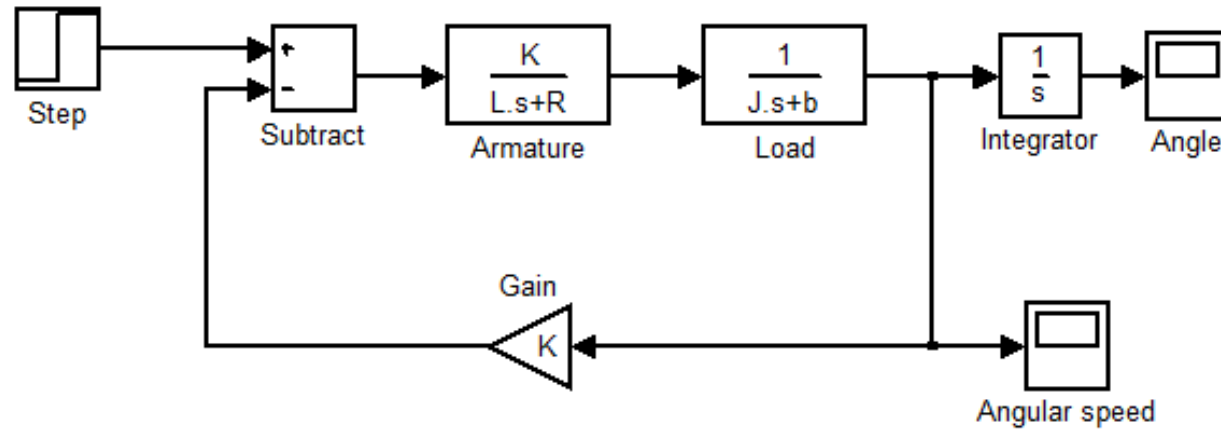 Step
+
−
Subtract
K
L.s+R
Armature
1
J.s+b
Load
1
s
Integrator
Angle
Gain
K
Angular speed